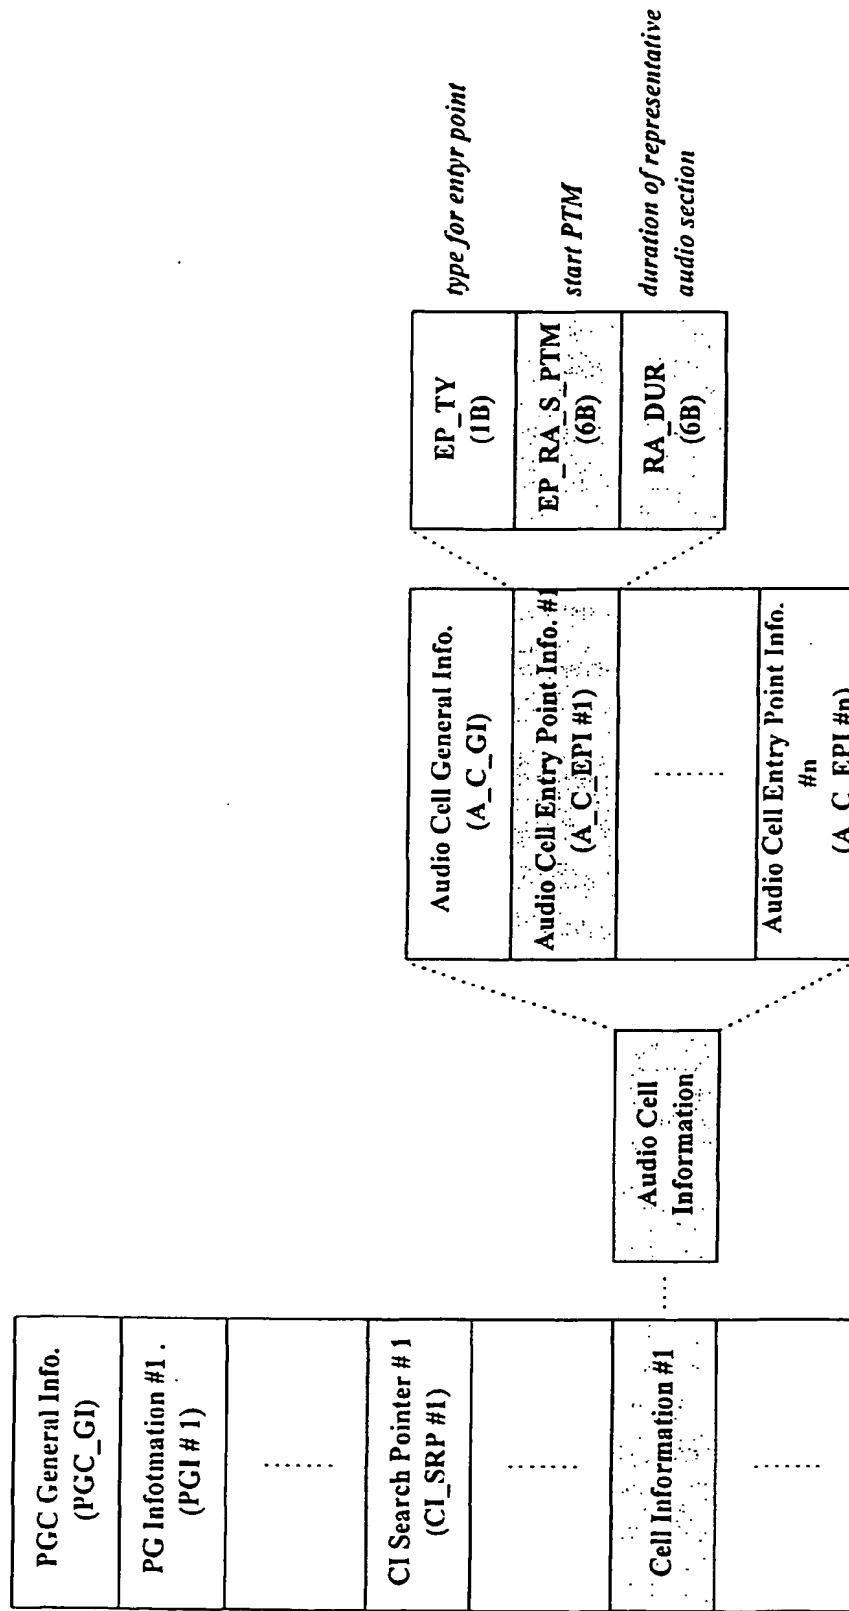 PGC General Info.
(PGC_GI)
PG Infotmation #1.
(PGI # 1)
CI Search Pointer # 1
(CI_SRP #1)
Cell Information #1
Audio Cell
Information
Audio Cell General Info.
(A_C_GI)
Audio Cell Entry Point Info. #1
(A_C_EPI #1)
Audio Cell Entry Point Info.
#n
(A_C_EPI #n)
EP_TY
(1B)
EP_RA_S_PTM
(6B)
RA_DUR
(6B)
type for entyr point
start PTM
duration of representative
audio section